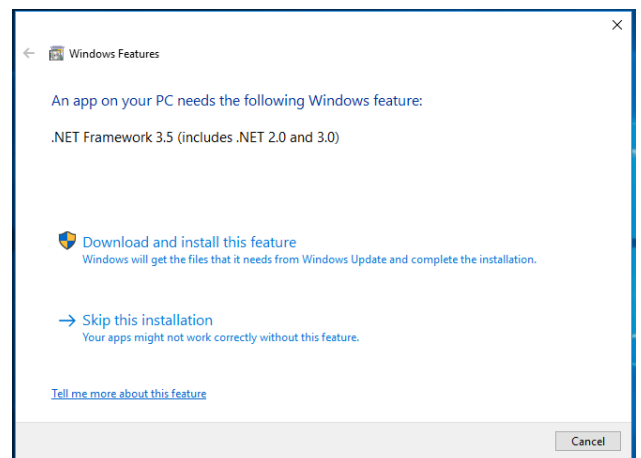 Windows Features
An app on your PC needs the following Windows feature:
.NET Framework 3.5 (includes .NET 2.0 and 3.0)
Download and install this feature
Windows will get the files that it needs from Windows Update and complete the installation.
Skip this installation
Your apps might not work correctly without this feature.
Tell me more about this feature
Cancel